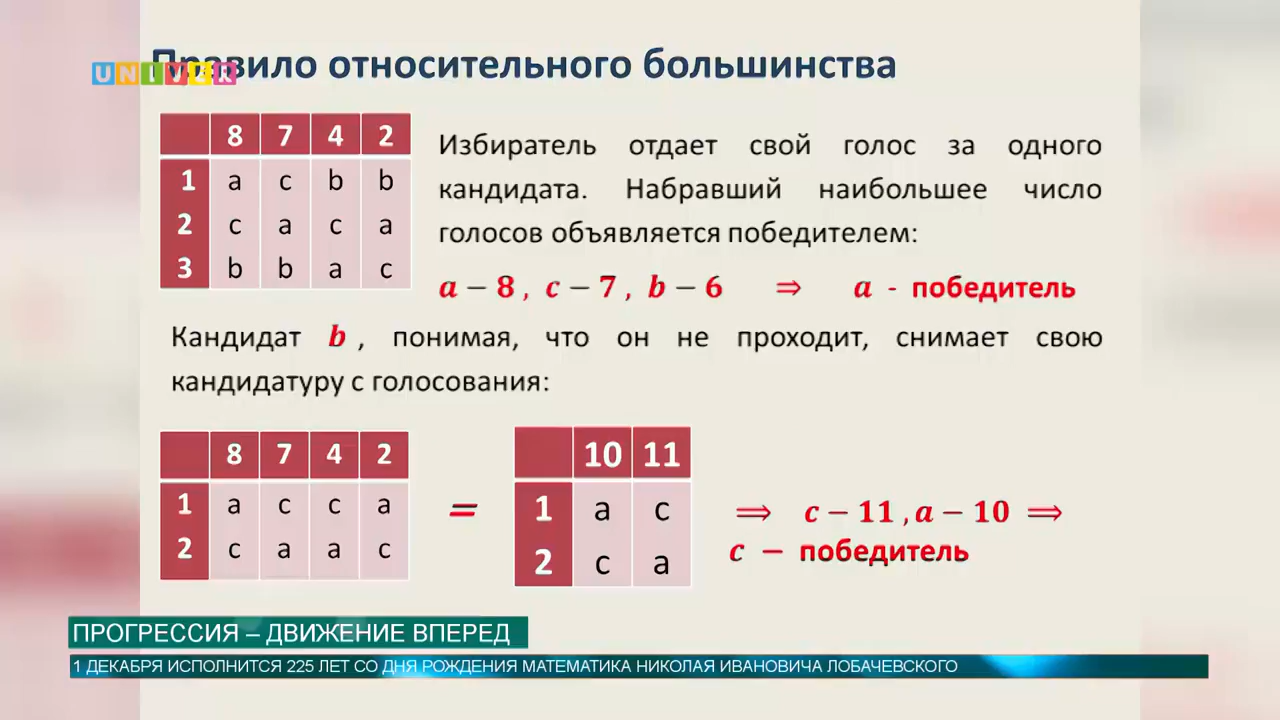 Правило относительного большинства
UNIVER
8 7 4 2
1 a c b b
2 c a c a
3 b b a c
Избиратель отдает свой голос за одного
кандидата. Набравший наибольшее число
голосов объявляется победителем:
a – 8 , c – 7 , b – 6 ⇒ a - победитель
Кандидат b , понимая, что он не проходит, снимает свою
кандидатуру с голосования:
8 7 4 2
1 a c c a
2 c a a c
=
10 11
1 a c
2 c a
⇒ c – 11 , a – 10 ⇒
c – победитель
ПРОГРЕССИЯ – ДВИЖЕНИЕ ВПЕРЕД
1 ДЕКАБРЯ ИСПОЛНИТСЯ 225 ЛЕТ СО ДНЯ РОЖДЕНИЯ МАТЕМАТИКА НИКОЛАЯ ИВАНОВИЧА ЛОБАЧЕВСКОГО